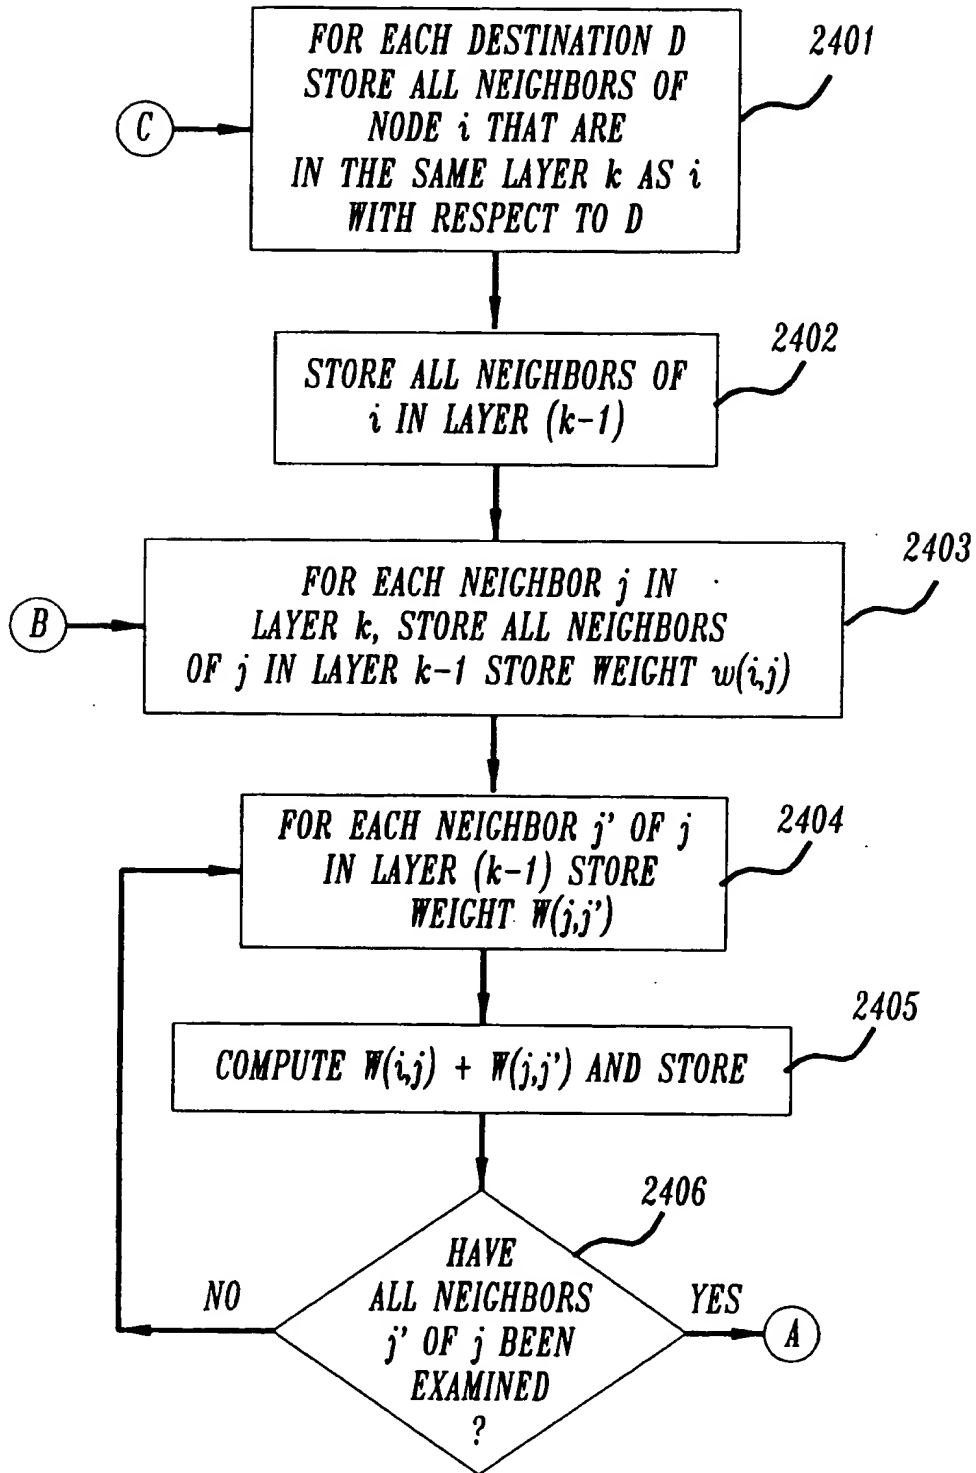 FOR EACH DESTINATION D
STORE ALL NEIGHBORS OF
NODE i THAT ARE
IN THE SAME LAYER k AS i
WITH RESPECT TO D
2401
C
STORE ALL NEIGHBORS OF
i IN LAYER (k-1)
2402
FOR EACH NEIGHBOR j IN
LAYER k, STORE ALL NEIGHBORS
OF j IN LAYER k-1 STORE WEIGHT w(i,j)
2403
B
FOR EACH NEIGHBOR j' OF j
IN LAYER (k-1) STORE
WEIGHT W(j,j')
2404
COMPUTE W(i,j) + W(j,j') AND STORE
2405
HAVE
ALL NEIGHBORS
j' OF j BEEN
EXAMINED
?
2406
NO
YES
A